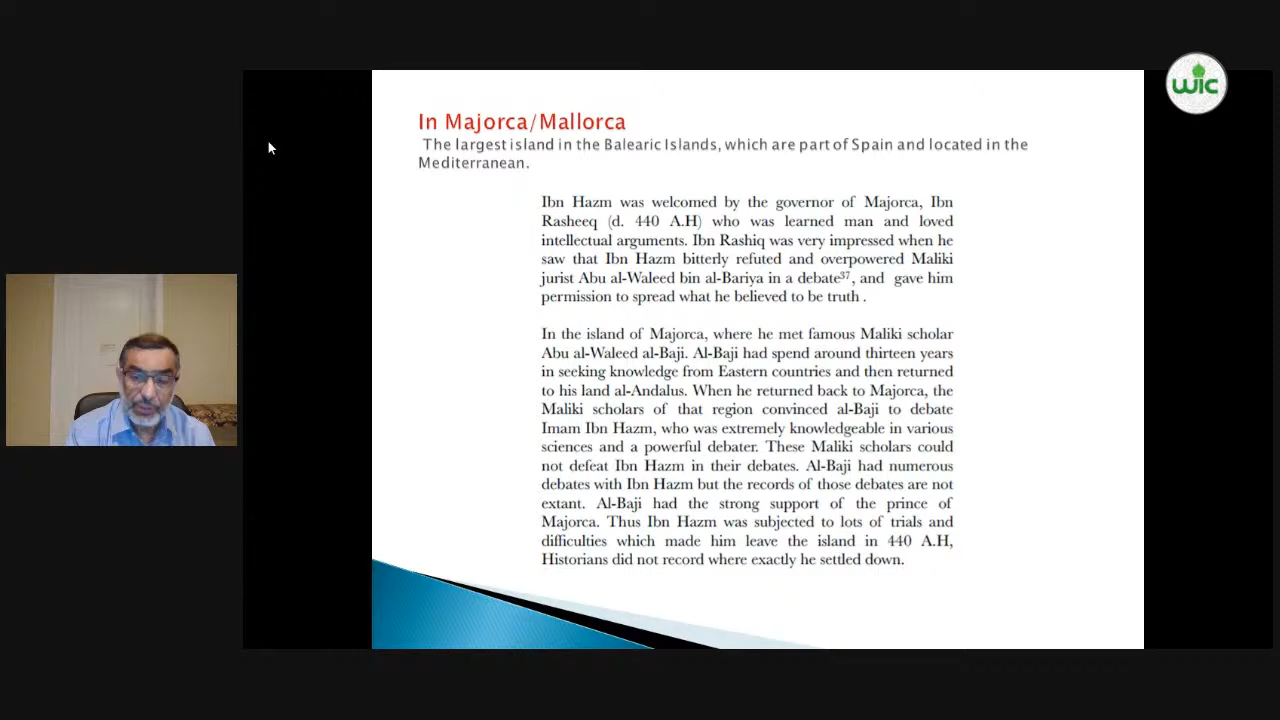 wic
In Majorca/Mallorca
The largest island in the Balearic Islands, which are part of Spain and located in the
Mediterranean.
Ibn Hazm was welcomed by the governor of Majorca, Ibn
Rasheeq (d. 440 A.H) who was learned man and loved
intellectual arguments. Ibn Rashiq was very impressed when he
saw that Ibn Hazm bitterly refuted and overpowered Maliki
jurist Abu al-Waleed bin al-Bariya in a debate³⁷, and gave him
permission to spread what he believed to be truth .
In the island of Majorca, where he met famous Maliki scholar
Abu al-Waleed al-Baji. Al-Baji had spend around thirteen years
in seeking knowledge from Eastern countries and then returned
to his land al-Andalus. When he returned back to Majorca, the
Maliki scholars of that region convinced al-Baji to debate
Imam Ibn Hazm, who was extremely knowledgeable in various
sciences and a powerful debater. These Maliki scholars could
not defeat Ibn Hazm in their debates. Al-Baji had numerous
debates with Ibn Hazm but the records of those debates are not
extant. Al-Baji had the strong support of the prince of
Majorca. Thus Ibn Hazm was subjected to lots of trials and
difficulties which made him leave the island in 440 A.H,
Historians did not record where exactly he settled down.